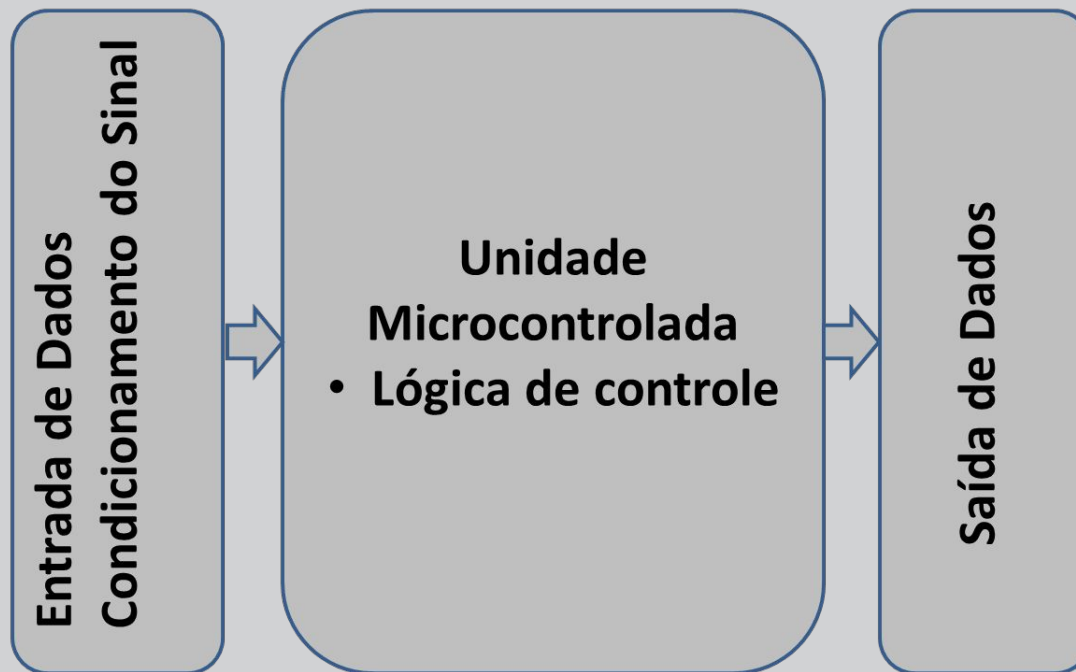 Entrada de Dados
Condicionamento do Sinal
Unidade
Microcontrolada
• Lógica de controle
Saída de Dados